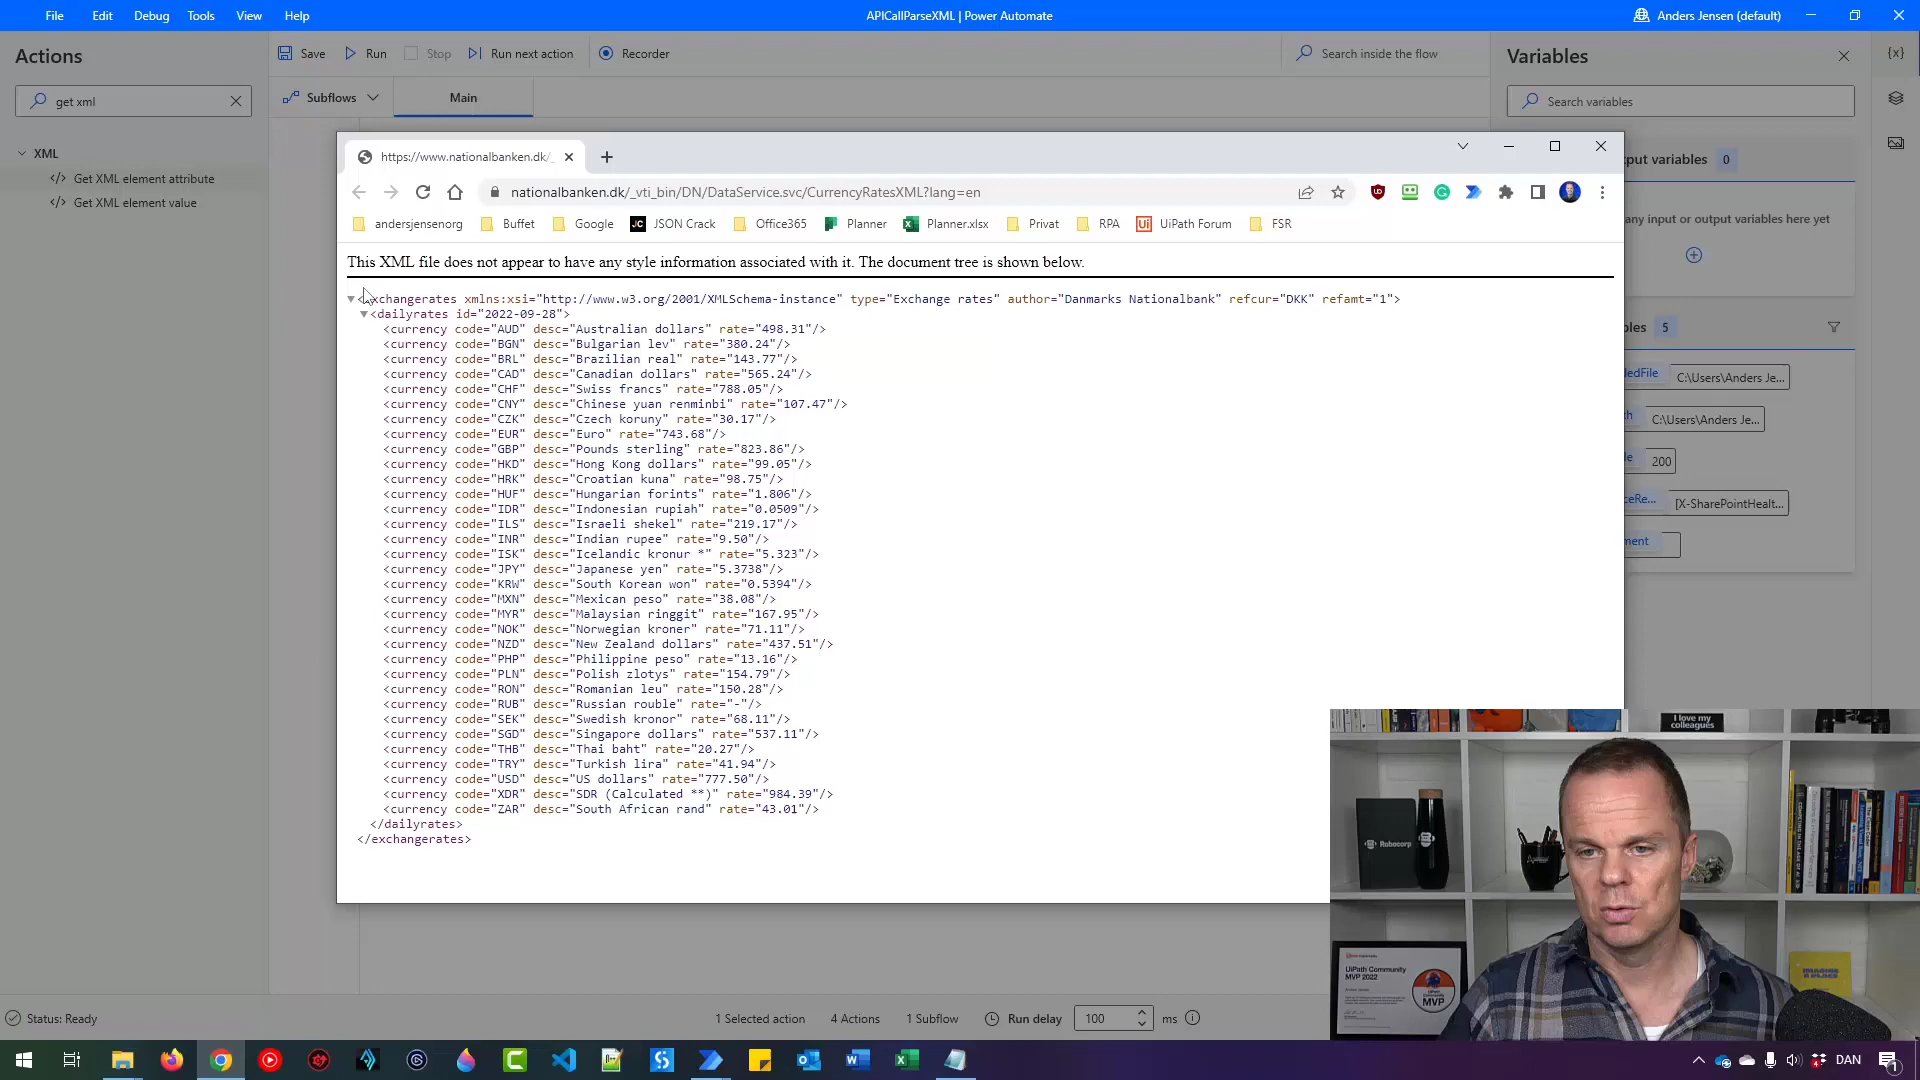 File Edit Debug Tools View Help
APICallParseXML | Power Automate
Anders Jensen (default)
Actions
Save Run Stop Run next action Recorder
Search inside the flow
Variables
{x}
get xml
Subflows Main
Search variables
XML
Get XML element attribute
Get XML element value
https://www.nationalbanken.dk/_
nationalbanken.dk/_vti_bin/DN/DataService.svc/CurrencyRatesXML?lang=en
andersjensenorg Buffet Google JC JSON Crack Office365 Planner Planner.xlsx Privat RPA Ui UiPath Forum FSR
This XML file does not appear to have any style information associated with it. The document tree is shown below.
exchangerates xmlns:xsi="http://www.w3.org/2001/XMLSchema-instance" type="Exchange rates" author="Danmarks Nationalbank" refcur="DKK" refamt="1">
<dailyrates id="2022-09-28">
<currency code="AUD" desc="Australian dollars" rate="498.31"/>
<currency code="BGN" desc="Bulgarian lev" rate="380.24"/>
<currency code="BRL" desc="Brazilian real" rate="143.77"/>
<currency code="CAD" desc="Canadian dollars" rate="565.24"/>
<currency code="CHF" desc="Swiss francs" rate="788.05"/>
<currency code="CNY" desc="Chinese yuan renminbi" rate="107.47"/>
<currency code="CZK" desc="Czech koruny" rate="30.17"/>
<currency code="EUR" desc="Euro" rate="743.68"/>
<currency code="GBP" desc="Pounds sterling" rate="823.86"/>
<currency code="HKD" desc="Hong Kong dollars" rate="99.05"/>
<currency code="HRK" desc="Croatian kuna" rate="98.75"/>
<currency code="HUF" desc="Hungarian forints" rate="1.806"/>
<currency code="IDR" desc="Indonesian rupiah" rate="0.0509"/>
<currency code="ILS" desc="Israeli shekel" rate="219.17"/>
<currency code="INR" desc="Indian rupee" rate="9.50"/>
<currency code="ISK" desc="Icelandic kronur *" rate="5.323"/>
<currency code="JPY" desc="Japanese yen" rate="5.3738"/>
<currency code="KRW" desc="South Korean won" rate="0.5394"/>
<currency code="MXN" desc="Mexican peso" rate="38.08"/>
<currency code="MYR" desc="Malaysian ringgit" rate="167.95"/>
<currency code="NOK" desc="Norwegian kroner" rate="71.11"/>
<currency code="NZD" desc="New Zealand dollars" rate="437.51"/>
<currency code="PHP" desc="Philippine peso" rate="13.16"/>
<currency code="PLN" desc="Polish zlotys" rate="154.79"/>
<currency code="RON" desc="Romanian leu" rate="150.28"/>
<currency code="RUB" desc="Russian rouble" rate="-"/>
<currency code="SEK" desc="Swedish kronor" rate="68.11"/>
<currency code="SGD" desc="Singapore dollars" rate="537.11"/>
<currency code="THB" desc="Thai baht" rate="20.27"/>
<currency code="TRY" desc="Turkish lira" rate="41.94"/>
<currency code="USD" desc="US dollars" rate="777.50"/>
<currency code="XDR" desc="SDR (Calculated **)" rate="984.39"/>
<currency code="ZAR" desc="South African rand" rate="43.01"/>
</dailyrates>
</exchangerates>
put variables 0
any input or output variables here yet
bles 5
dedFile C:\Users\Anders Je...
th C:\Users\Anders Je...
de 200
ceRe... [X-SharePointHealt...
ment
I love my
colleagues
Robocorp
UiPath Community
MVP 2022
MVP
Status: Ready
1 Selected action 4 Actions 1 Subflow Run delay 100 ms
DAN
1